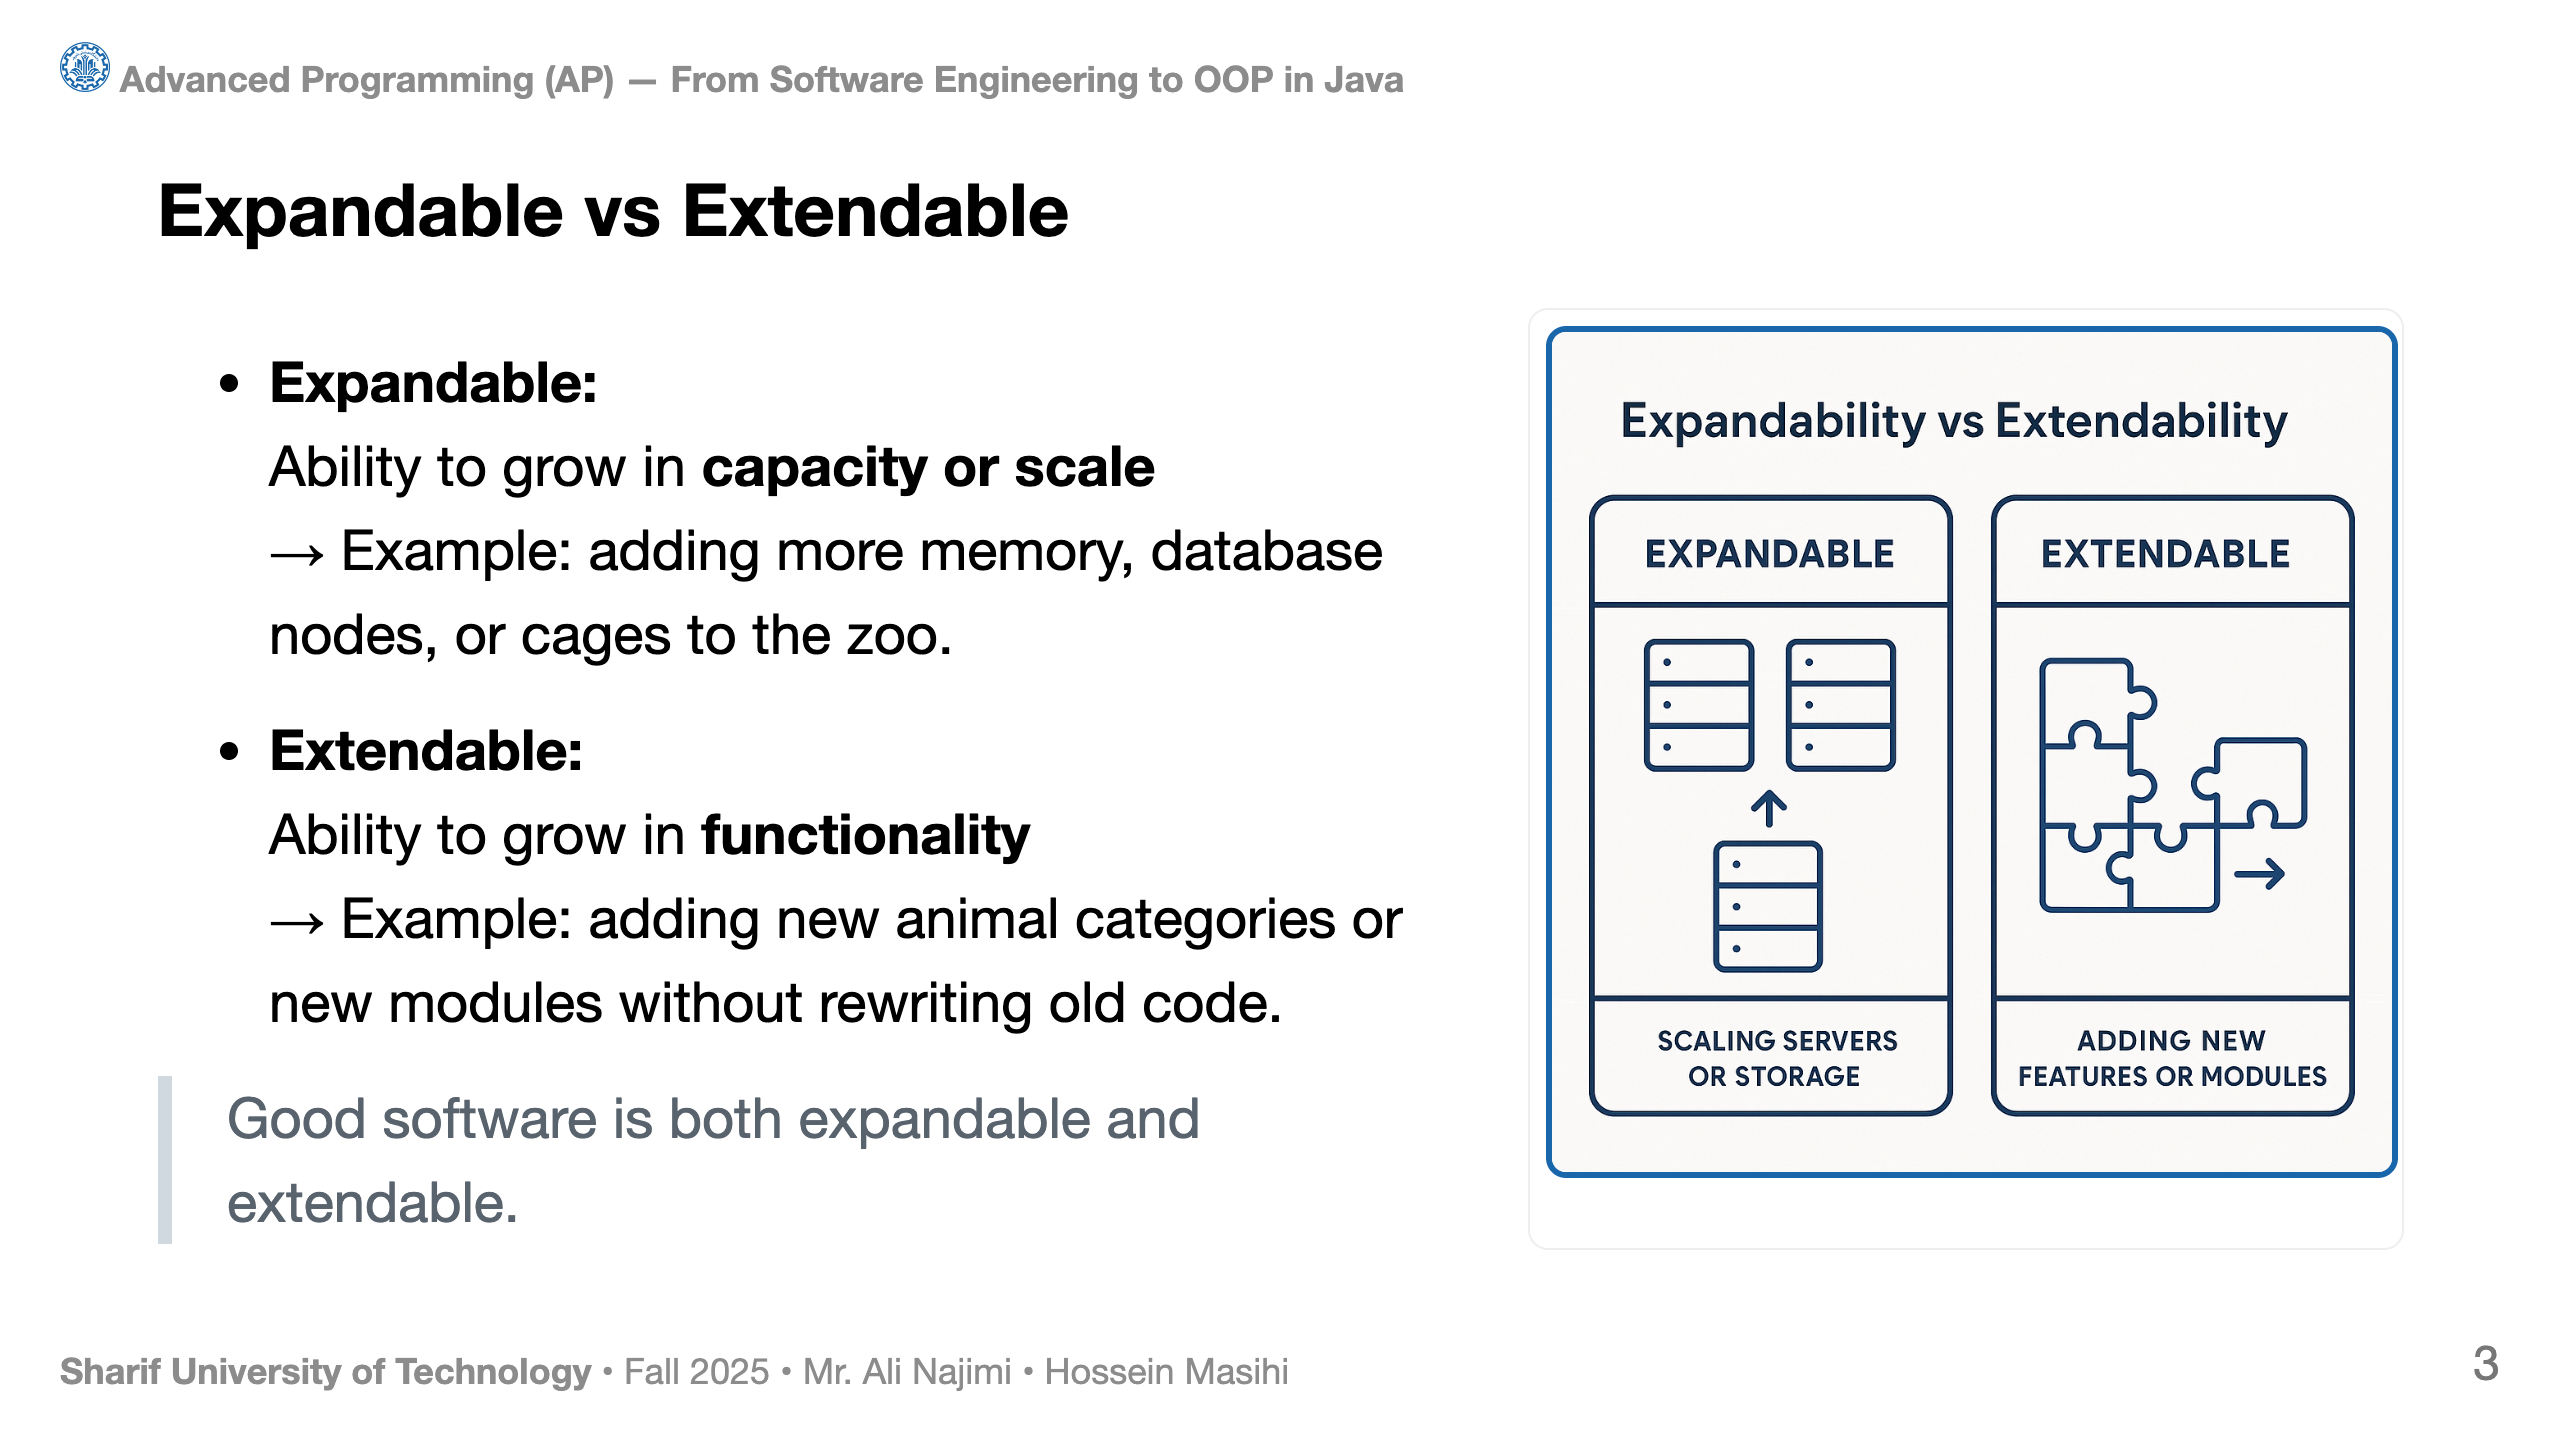 Advanced Programming (AP) — From Software Engineering to OOP in Java
Expandable vs Extendable
• Expandable:
Ability to grow in capacity or scale
→ Example: adding more memory, database
nodes, or cages to the zoo.
• Extendable:
Ability to grow in functionality
→ Example: adding new animal categories or
new modules without rewriting old code.
Good software is both expandable and
extendable.
Expandability vs Extendability
EXPANDABLE
SCALING SERVERS
OR STORAGE
EXTENDABLE
ADDING NEW
FEATURES OR MODULES
Sharif University of Technology • Fall 2025 • Mr. Ali Najimi • Hossein Masihi
3